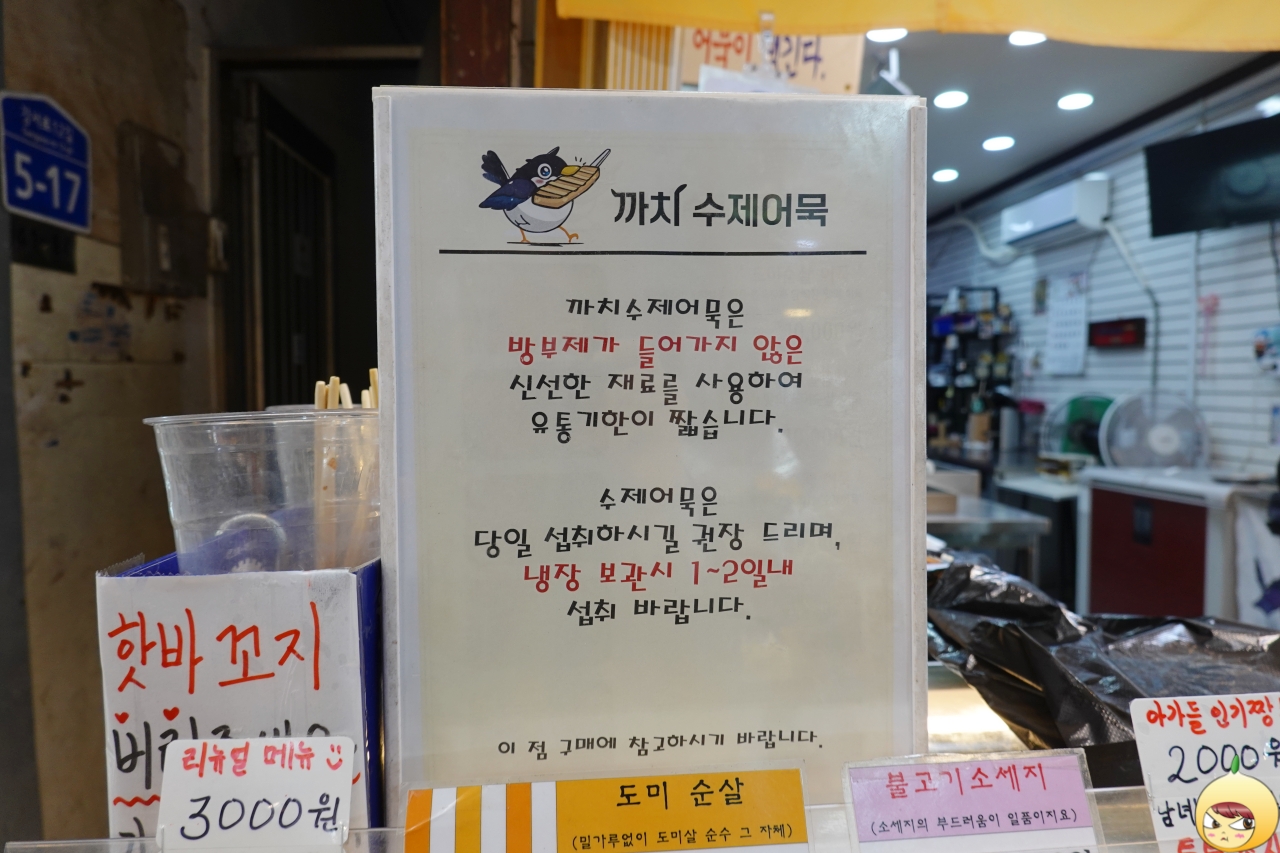 5-17
어묵이
까치 수제어묵
까치수제어묵은
방부제가 들어가지 않은
신선한 재료를 사용하여
유통기한이 짧습니다.
수제어묵은
당일 섭취하시길 권장 드리며,
냉장 보관시 1~2일내
섭취 바랍니다.
이 점 구매에 참고하시기 바랍니다.
핫바 꼬지
리뉴얼 메뉴
3000원
도미 순살
(밀가루없이 도미살 순수 그 자체)
불고기소세지
(소세지의 부드러움이 일품이지요)
아가들 인기짱
2000원
남녀